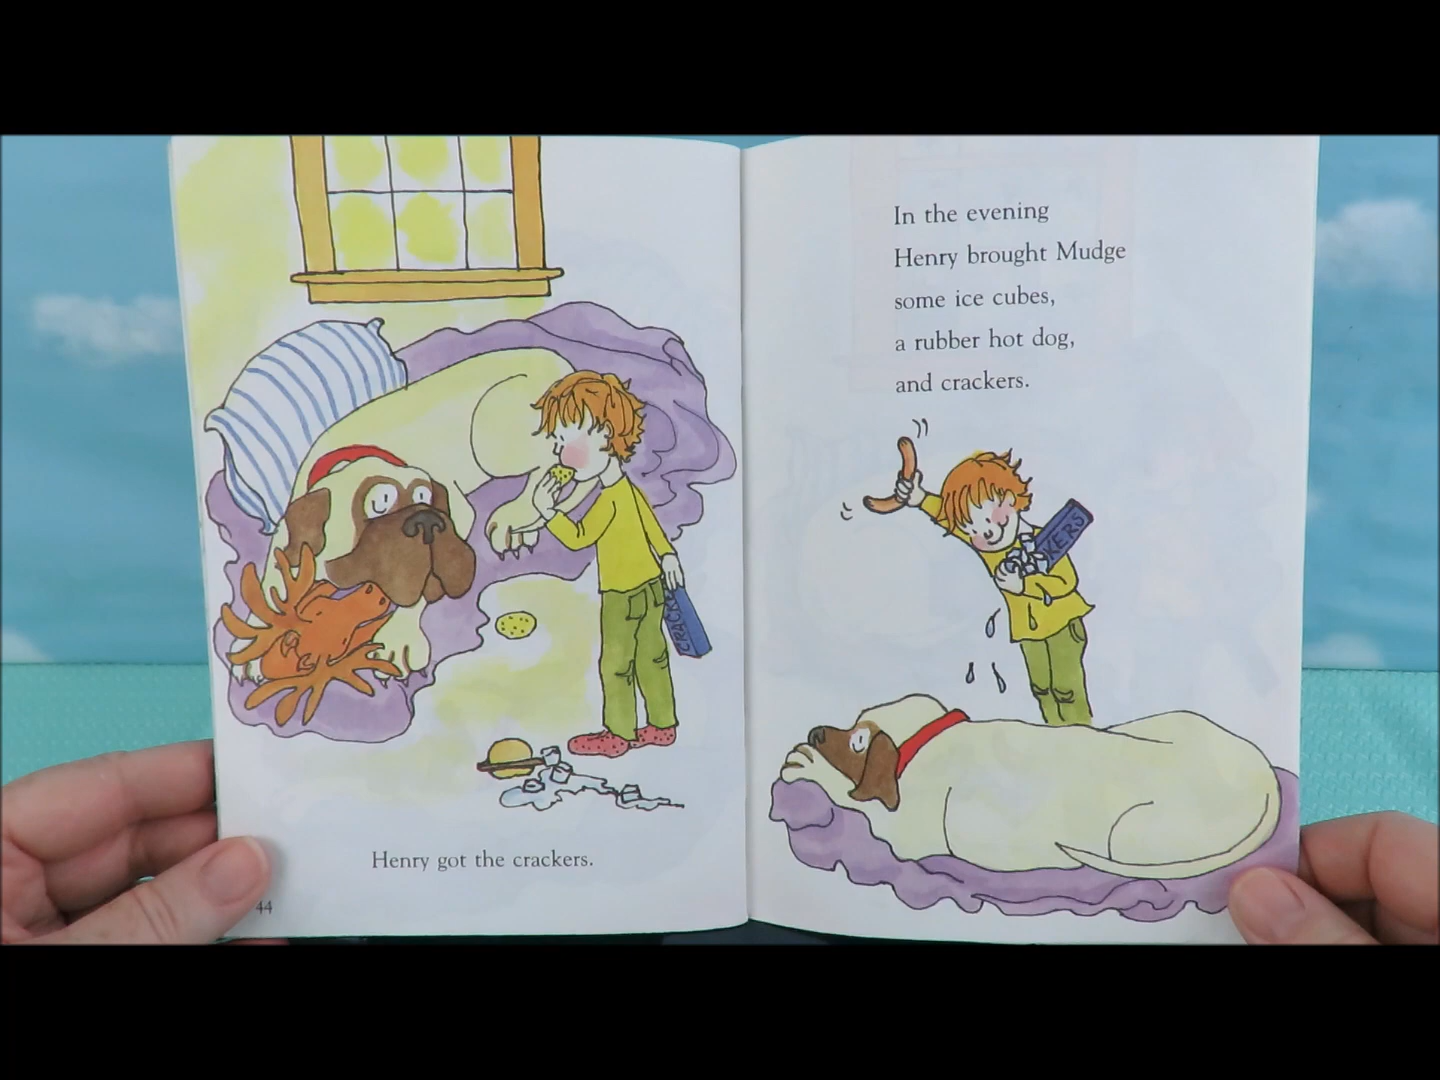 Henry got the crackers.
44
CRACKE
In the evening
Henry brought Mudge
some ice cubes,
a rubber hot dog,
and crackers.
KERS